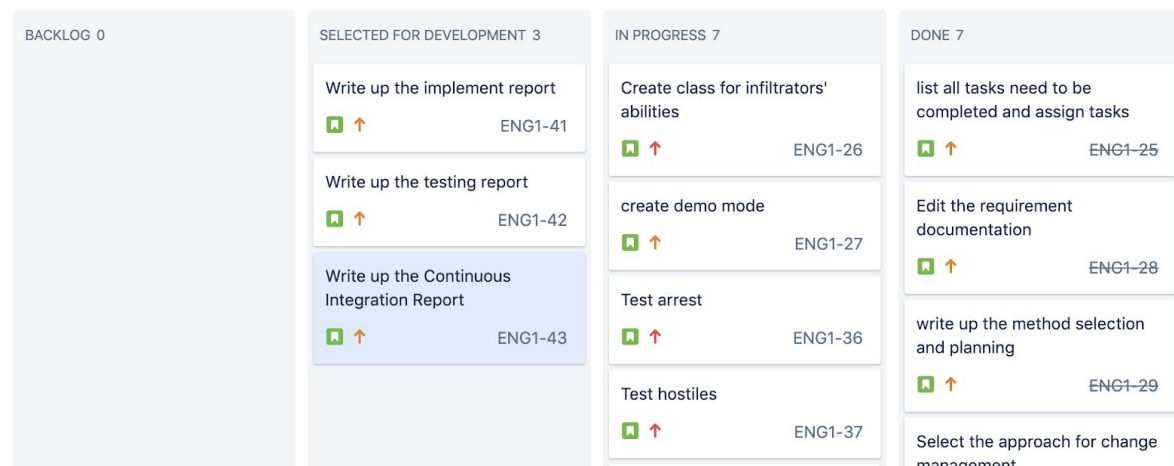 BACKLOG 0
SELECTED FOR DEVELOPMENT 3
Write up the implement report
ENG1-41
Write up the testing report
ENG1-42
Write up the Continuous
Integration Report
ENG1-43
IN PROGRESS 7
Create class for infiltrators'
abilities
ENG1-26
create demo mode
ENG1-27
Test arrest
ENG1-36
Test hostiles
ENG1-37
DONE 7
list all tasks need to be
completed and assign tasks
ENG1-25
Edit the requirement
documentation
ENG1-28
write up the method selection
and planning
ENG1-29
Select the approach for change
management